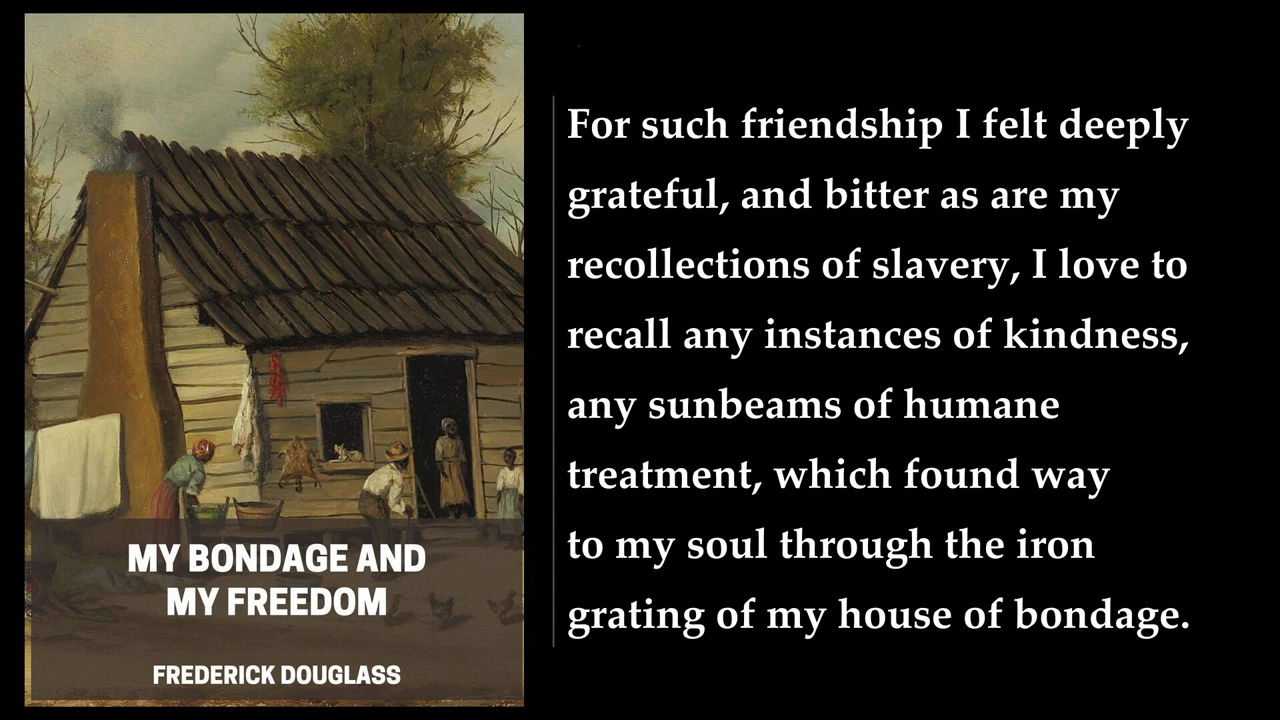 MY BONDAGE AND
MY FREEDOM
FREDERICK DOUGLASS
For such friendship I felt deeply
grateful, and bitter as are my
recollections of slavery, I love to
recall any instances of kindness,
any sunbeams of humane
treatment, which found way
to my soul through the iron
grating of my house of bondage.